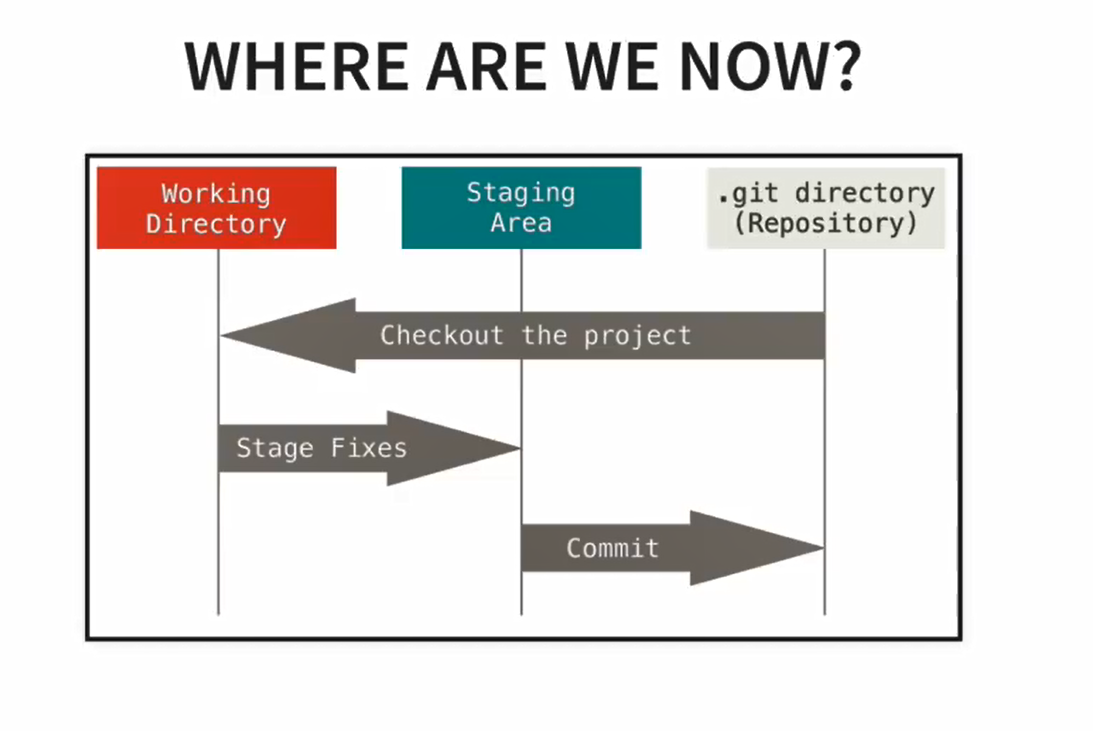 WHERE ARE WE NOW?
Working
Directory
Staging
Area
.git directory
(Repository)
Checkout the project
Stage Fixes
Commit